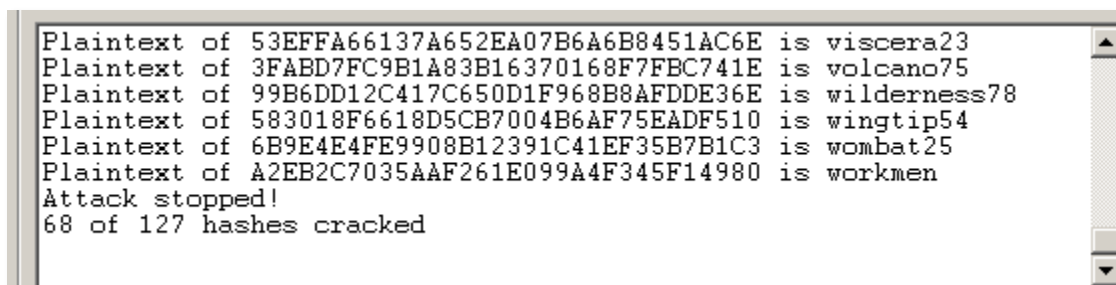 Plaintext of 53EFFA66137A652EA07B6A6B8451AC6E is viscera23
Plaintext of 3FABD7FC9B1A83B16370168F7FBC741E is volcano75
Plaintext of 99B6DD12C417C650D1F968B8AFDDE36E is wilderness78
Plaintext of 583018F6618D5CB7004B6AF75EADF510 is wingtip54
Plaintext of 6B9E4E4FE9908B12391C41EF35B7B1C3 is wombat25
Plaintext of A2EB2C7035AAF261E099A4F345F14980 is workmen
Attack stopped!
68 of 127 hashes cracked